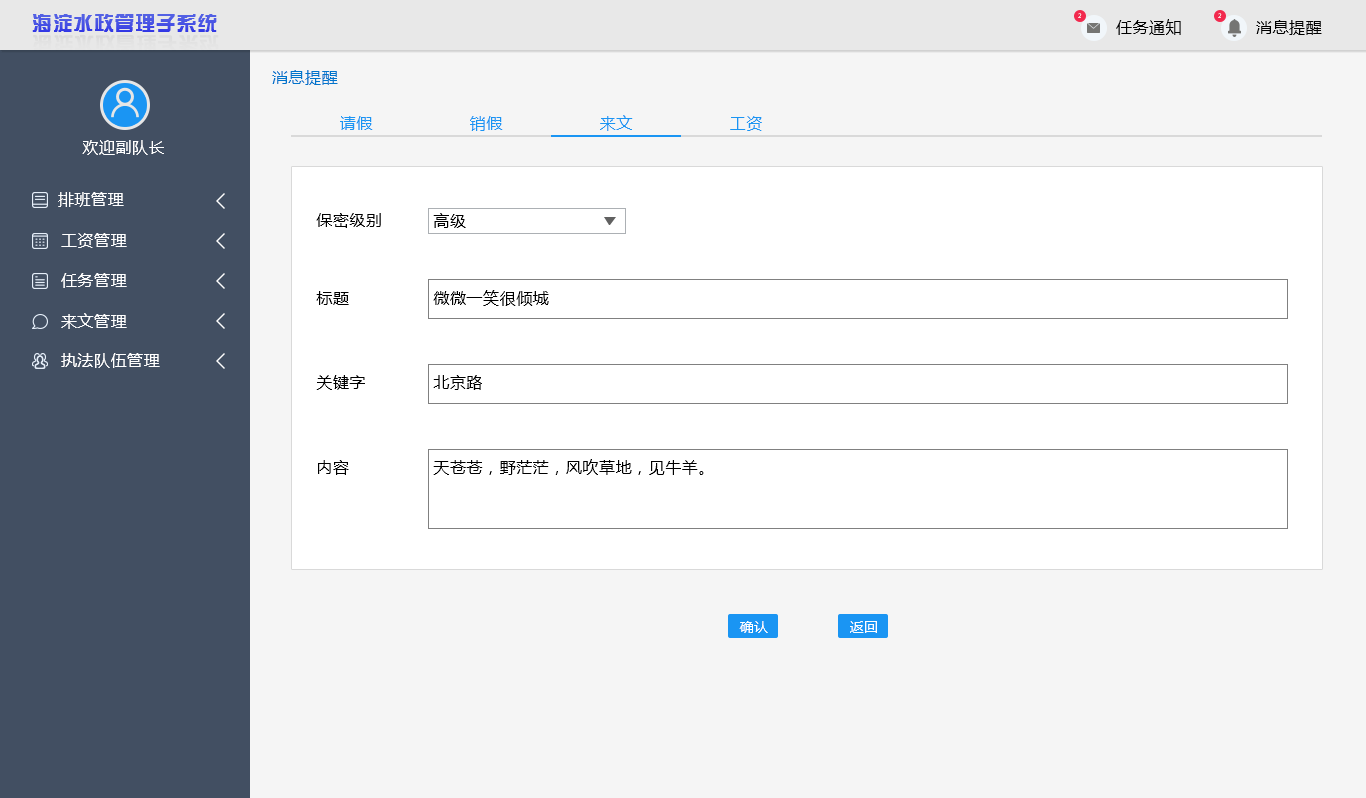 海淀水政管理子系统
2 任务通知
2 消息提醒
欢迎副队长
排班管理
工资管理
任务管理
来文管理
执法队伍管理
消息提醒
请假 销假 来文 工资
保密级别 高级
标题 微微一笑很倾城
关键字 北京路
内容 天苍苍，野茫茫，风吹草地，见牛羊。
确认 返回